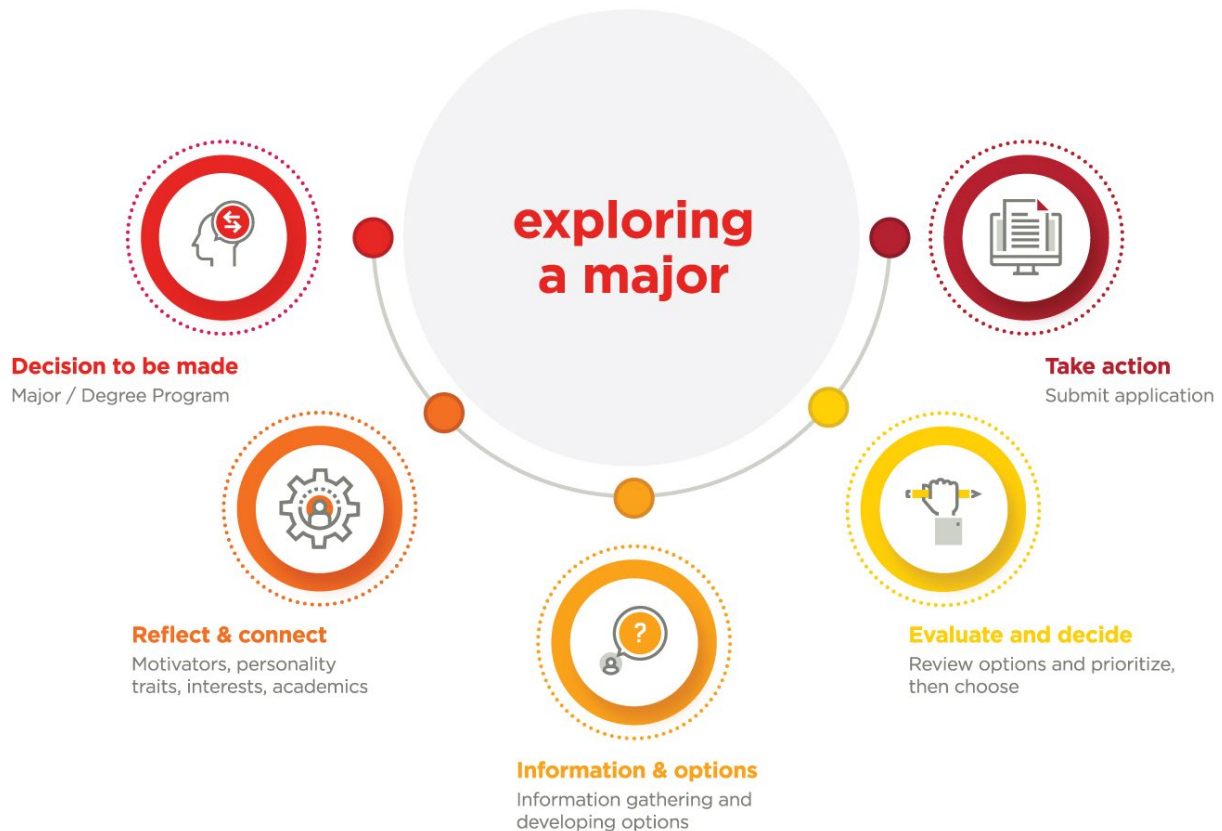 exploring
a major
Decision to be made
Major / Degree Program
Reflect & connect
Motivators, personality
traits, interests, academics
?
Information & options
Information gathering and
developing options
Evaluate and decide
Review options and prioritize,
then choose
Take action
Submit application